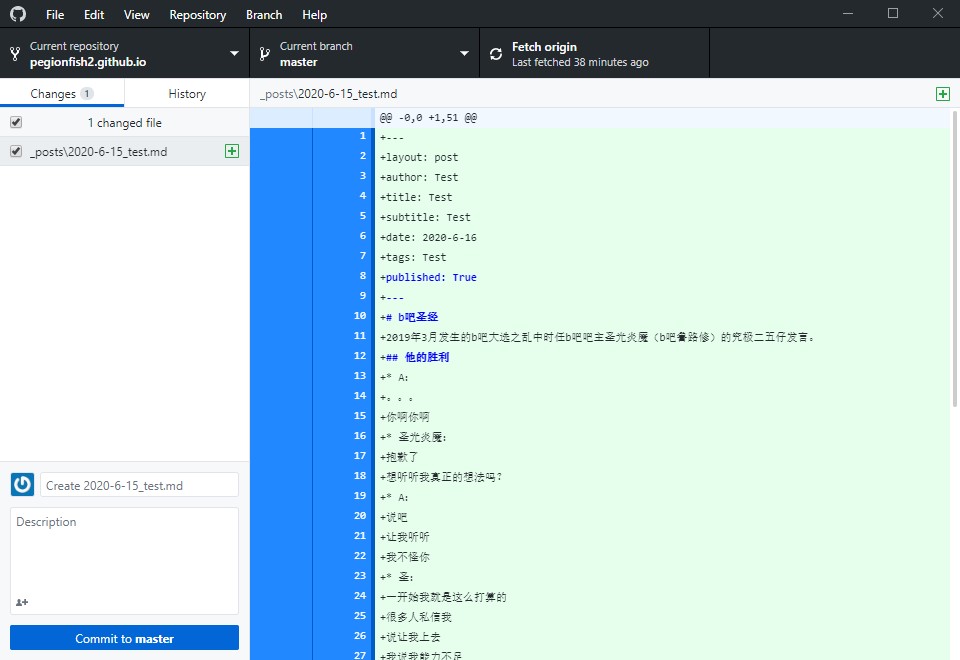 File Edit View Repository Branch Help
Current repository
pegionfish2.github.io
Current branch
master
Fetch origin
Last fetched 38 minutes ago
Changes 1
History
_posts\2020-6-15_test.md
1 changed file
_posts\2020-6-15_test.md
@@ -0,0 +1,51 @@
1 +---
2 +layout: post
3 +author: Test
4 +title: Test
5 +subtitle: Test
6 +date: 2020-6-16
7 +tags: Test
8 +published: True
9 +---
10 +# b吧圣经
11 +2019年3月发生的b吧大选之乱中时任b吧吧主圣光炎魔（b吧鲁路修）的究极二五仔发言。
12 +## 他的胜利
13 +* A：
14 +。。。
15 +你啊你啊
16 +* 圣光炎魔：
17 +抱歉了
18 +想听听我真正的想法吗？
19 +* A：
20 +说吧
21 +让我听听
22 +我不怪你
23 +* 圣：
24 +一开始我就是这么打算的
25 +很多人私信我
26 +说让我上去
27 +我说我能力不足
Create 2020-6-15_test.md
Description
Commit to master